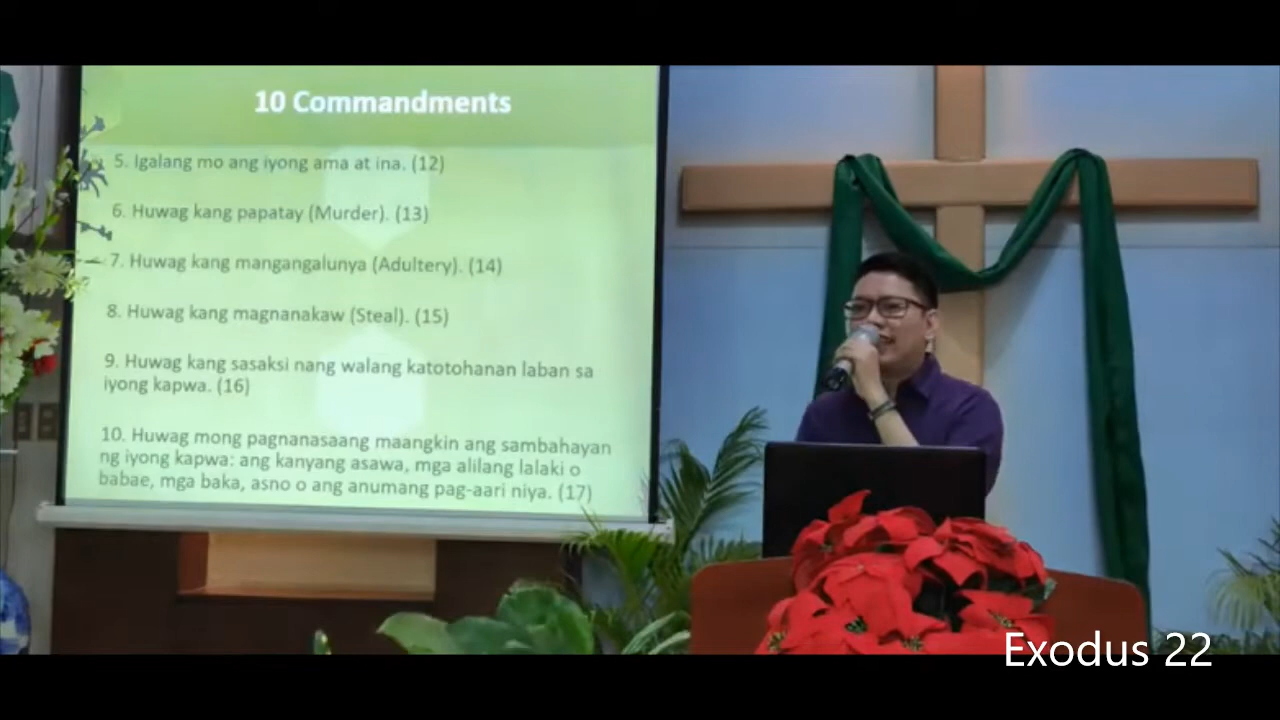 10 Commandments
5. Igalang mo ang iyong ama at ina. (12)
6. Huwag kang papatay (Murder). (13)
7. Huwag kang mangangalunya (Adultery). (14)
8. Huwag kang magnanakaw (Steal). (15)
9. Huwag kang sasaksi nang walang katotohanan laban sa
iyong kapwa. (16)
10. Huwag mong pagnanasaang maangkin ang sambahayan
ng iyong kapwa: ang kanyang asawa, mga alilang lalaki o
babae, mga baka, asno o ang anumang pag-aari niya. (17)
Exodus 22